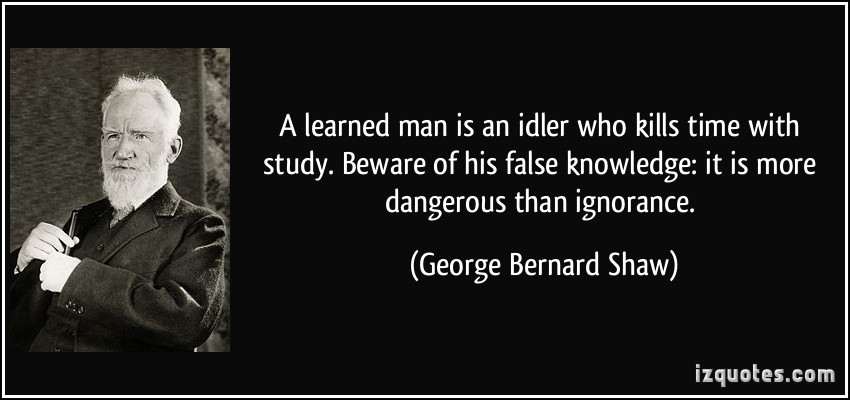 A learned man is an idler who kills time with
study. Beware of his false knowledge: it is more
dangerous than ignorance.
(George Bernard Shaw)
izquotes.com